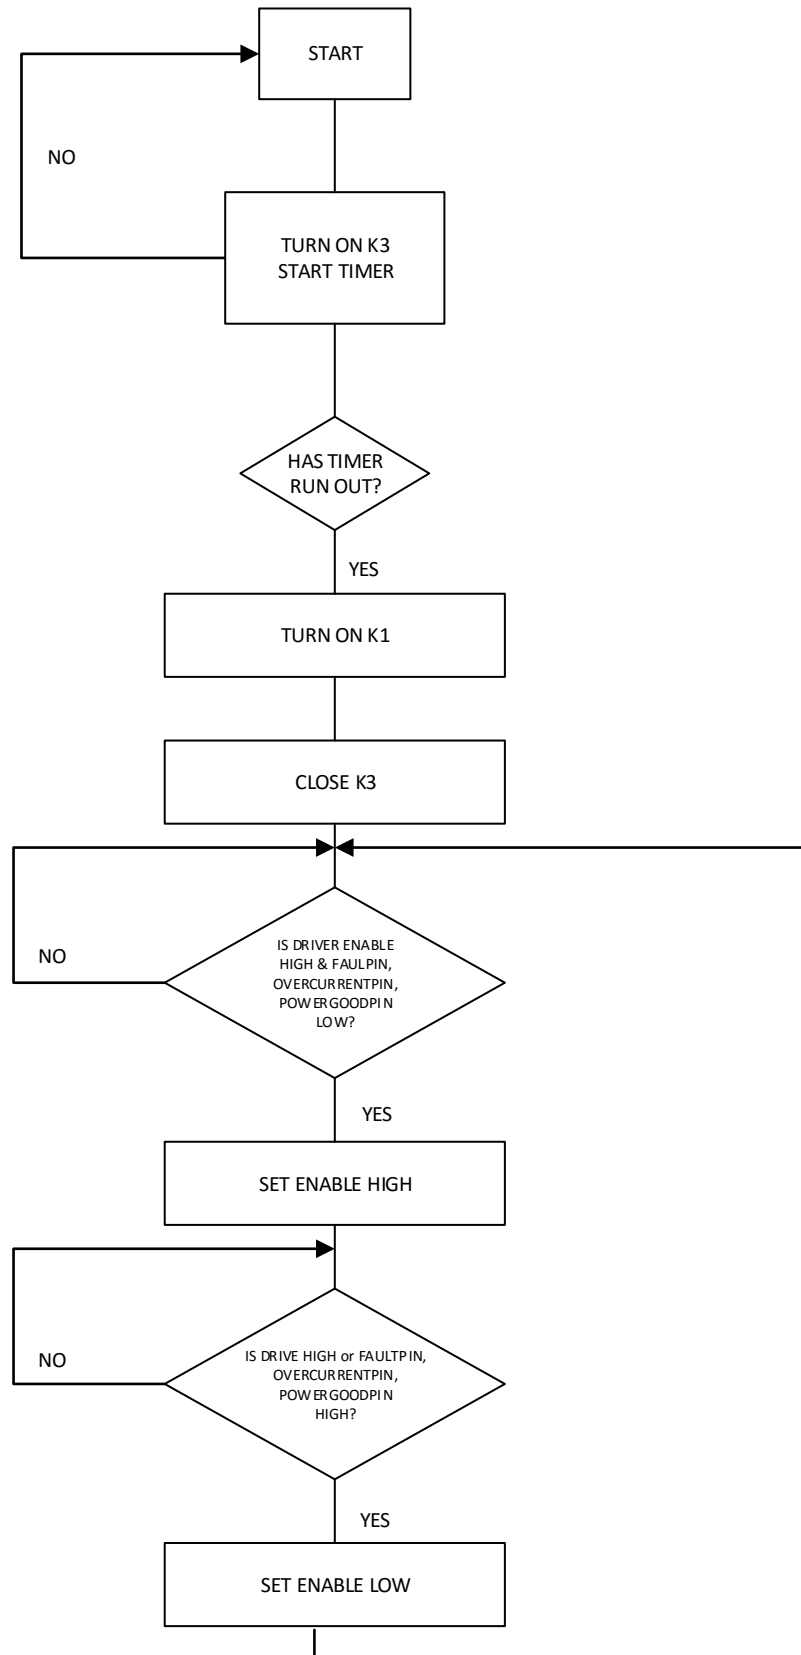 START
NO
TURN ON K3
START TIMER
HAS TIMER
RUN OUT?
YES
TURN ON K1
CLOSE K3
IS DRIVER ENABLE
HIGH & FAULPIN,
OVERCURRENTPIN,
POWERGOODPIN
LOW?
NO
YES
SET ENABLE HIGH
IS DRIVE HIGH or FAULTPIN,
OVERCURRENTPIN,
POWERGOODPIN
HIGH?
NO
YES
SET ENABLE LOW